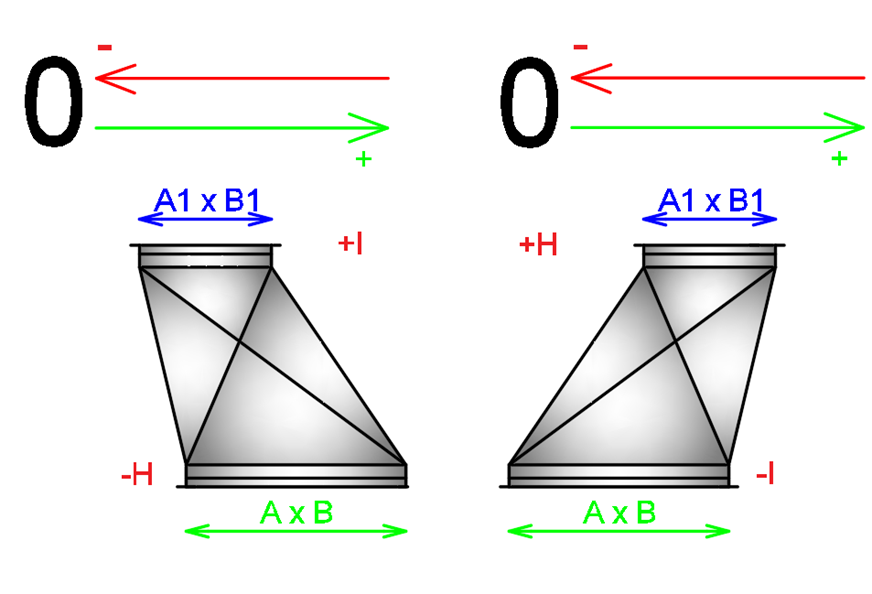 -
-
0
0
+
+
A1 x B1
A1 x B1
+I
+H
-H
-I
A x B
A x B